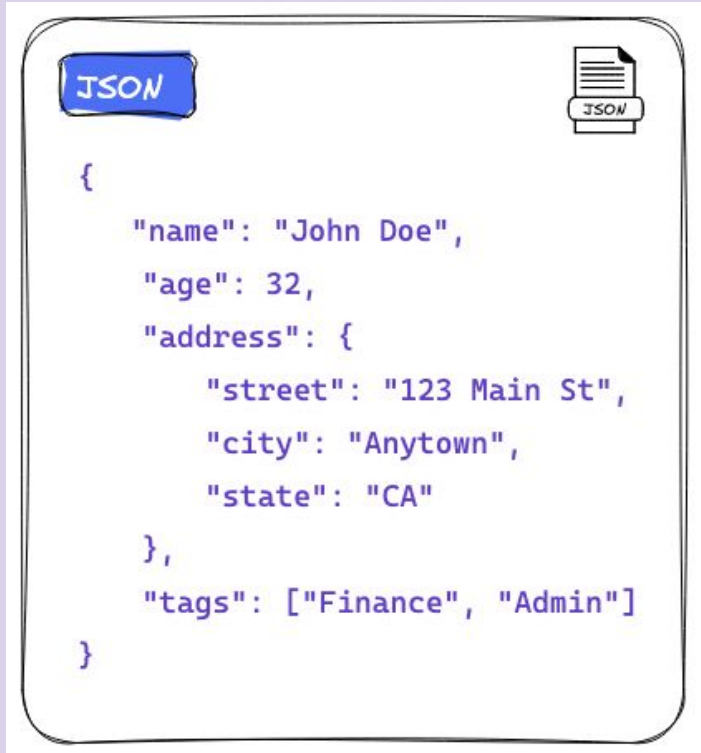 JSON
JSON
{
"name": "John Doe",
"age": 32,
"address": {
"street": "123 Main St",
"city": "Anytown",
"state": "CA"
},
"tags": ["Finance", "Admin"]
}